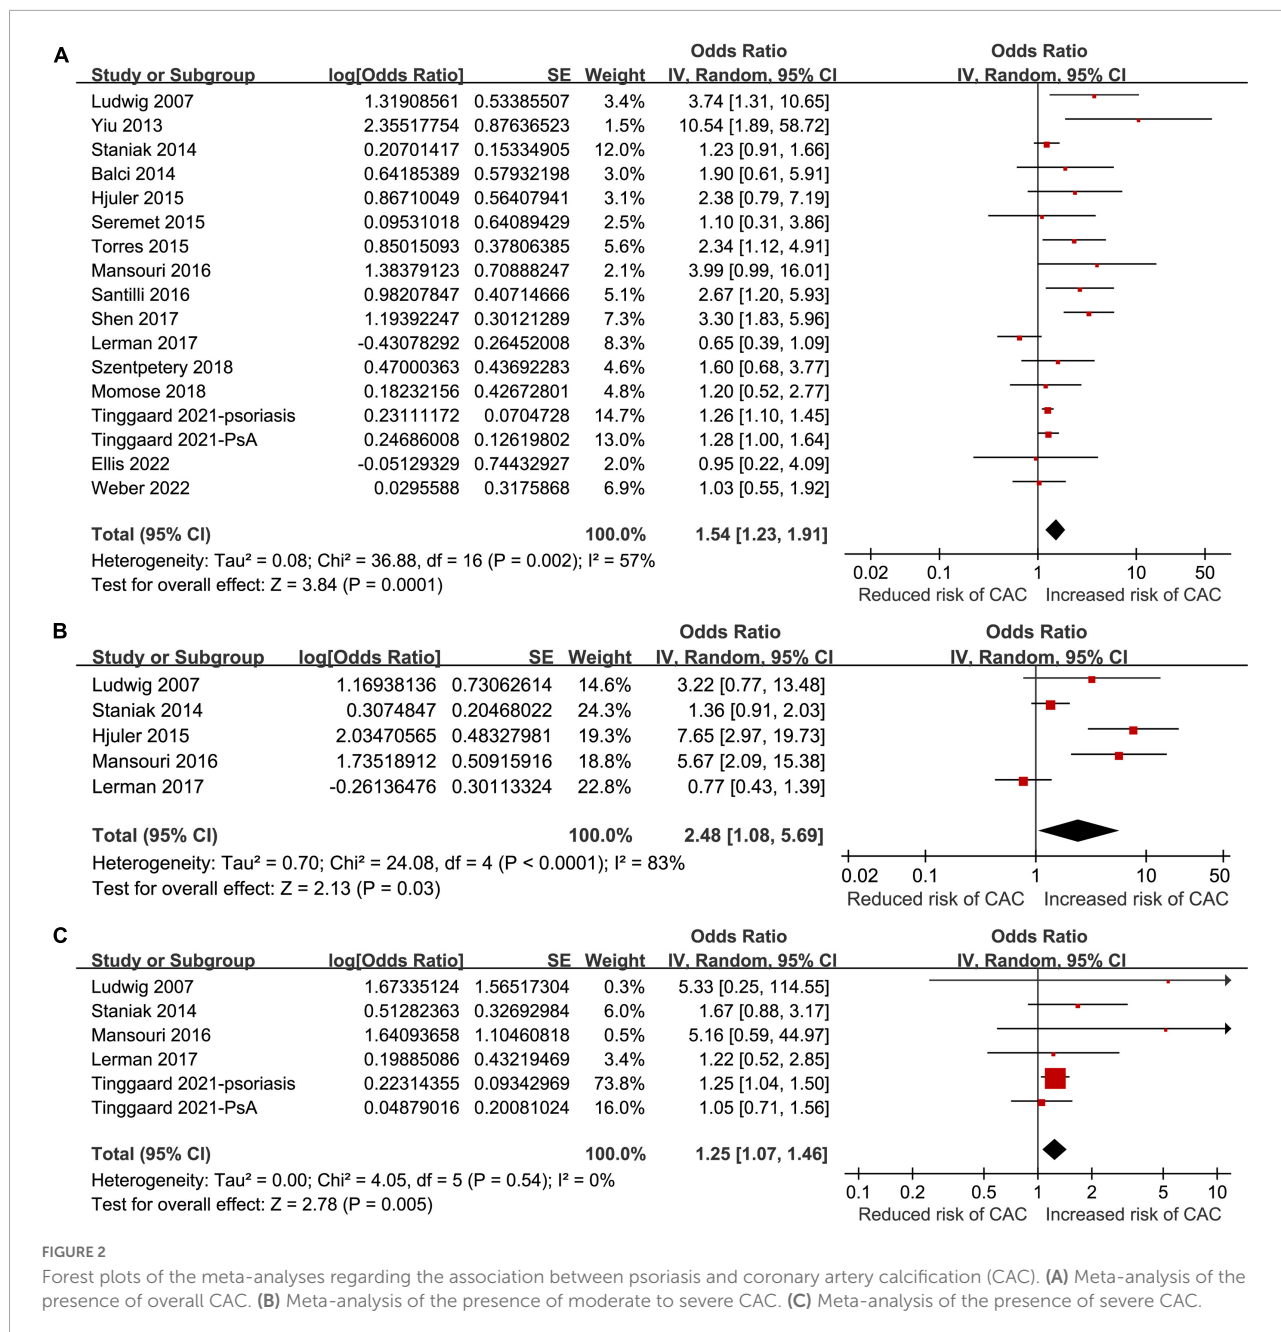 A
Odds Ratio Odds Ratio
Study or Subgroup log[Odds Ratio] SE Weight IV, Random, 95% CI IV, Random, 95% CI
Ludwig 2007 1.31908561 0.53385507 3.4% 3.74 [1.31, 10.65]
Yiu 2013 2.35517754 0.87636523 1.5% 10.54 [1.89, 58.72]
Staniak 2014 0.20701417 0.15334905 12.0% 1.23 [0.91, 1.66]
Balci 2014 0.64185389 0.57932198 3.0% 1.90 [0.61, 5.91]
Hjuler 2015 0.86710049 0.56407941 3.1% 2.38 [0.79, 7.19]
Seremet 2015 0.09531018 0.64089429 2.5% 1.10 [0.31, 3.86]
Torres 2015 0.85015093 0.37806385 5.6% 2.34 [1.12, 4.91]
Mansouri 2016 1.38379123 0.70888247 2.1% 3.99 [0.99, 16.01]
Santilli 2016 0.98207847 0.40714666 5.1% 2.67 [1.20, 5.93]
Shen 2017 1.19392247 0.30121289 7.3% 3.30 [1.83, 5.96]
Lerman 2017 -0.43078292 0.26452008 8.3% 0.65 [0.39, 1.09]
Szentpetery 2018 0.47000363 0.43692283 4.6% 1.60 [0.68, 3.77]
Momose 2018 0.18232156 0.42672801 4.8% 1.20 [0.52, 2.77]
Tinggaard 2021-psoriasis 0.23111172 0.0704728 14.7% 1.26 [1.10, 1.45]
Tinggaard 2021-PsA 0.24686008 0.12619802 13.0% 1.28 [1.00, 1.64]
Ellis 2022 -0.05129329 0.74432927 2.0% 0.95 [0.22, 4.09]
Weber 2022 0.0295588 0.3175868 6.9% 1.03 [0.55, 1.92]
Total (95% CI) 100.0% 1.54 [1.23, 1.91]
Heterogeneity: Tau² = 0.08; Chi² = 36.88, df = 16 (P = 0.002); I² = 57%
Test for overall effect: Z = 3.84 (P = 0.0001)
0.02 0.1 1 10 50
Reduced risk of CAC Increased risk of CAC
B
Odds Ratio Odds Ratio
Study or Subgroup log[Odds Ratio] SE Weight IV, Random, 95% CI IV, Random, 95% CI
Ludwig 2007 1.16938136 0.73062614 14.6% 3.22 [0.77, 13.48]
Staniak 2014 0.3074847 0.20468022 24.3% 1.36 [0.91, 2.03]
Hjuler 2015 2.03470565 0.48327981 19.3% 7.65 [2.97, 19.73]
Mansouri 2016 1.73518912 0.50915916 18.8% 5.67 [2.09, 15.38]
Lerman 2017 -0.26136476 0.30113324 22.8% 0.77 [0.43, 1.39]
Total (95% CI) 100.0% 2.48 [1.08, 5.69]
Heterogeneity: Tau² = 0.70; Chi² = 24.08, df = 4 (P < 0.0001); I² = 83%
Test for overall effect: Z = 2.13 (P = 0.03)
0.02 0.1 1 10 50
Reduced risk of CAC Increased risk of CAC
C
Odds Ratio Odds Ratio
Study or Subgroup log[Odds Ratio] SE Weight IV, Random, 95% CI IV, Random, 95% CI
Ludwig 2007 1.67335124 1.56517304 0.3% 5.33 [0.25, 114.55]
Staniak 2014 0.51282363 0.32692984 6.0% 1.67 [0.88, 3.17]
Mansouri 2016 1.64093658 1.10460818 0.5% 5.16 [0.59, 44.97]
Lerman 2017 0.19885086 0.43219469 3.4% 1.22 [0.52, 2.85]
Tinggaard 2021-psoriasis 0.22314355 0.09342969 73.8% 1.25 [1.04, 1.50]
Tinggaard 2021-PsA 0.04879016 0.20081024 16.0% 1.05 [0.71, 1.56]
Total (95% CI) 100.0% 1.25 [1.07, 1.46]
Heterogeneity: Tau² = 0.00; Chi² = 4.05, df = 5 (P = 0.54); I² = 0%
Test for overall effect: Z = 2.78 (P = 0.005)
0.1 0.2 0.5 1 2 5 10
Reduced risk of CAC Increased risk of CAC
FIGURE 2
Forest plots of the meta-analyses regarding the association between psoriasis and coronary artery calcification (CAC). (A) Meta-analysis of the
presence of overall CAC. (B) Meta-analysis of the presence of moderate to severe CAC. (C) Meta-analysis of the presence of severe CAC.